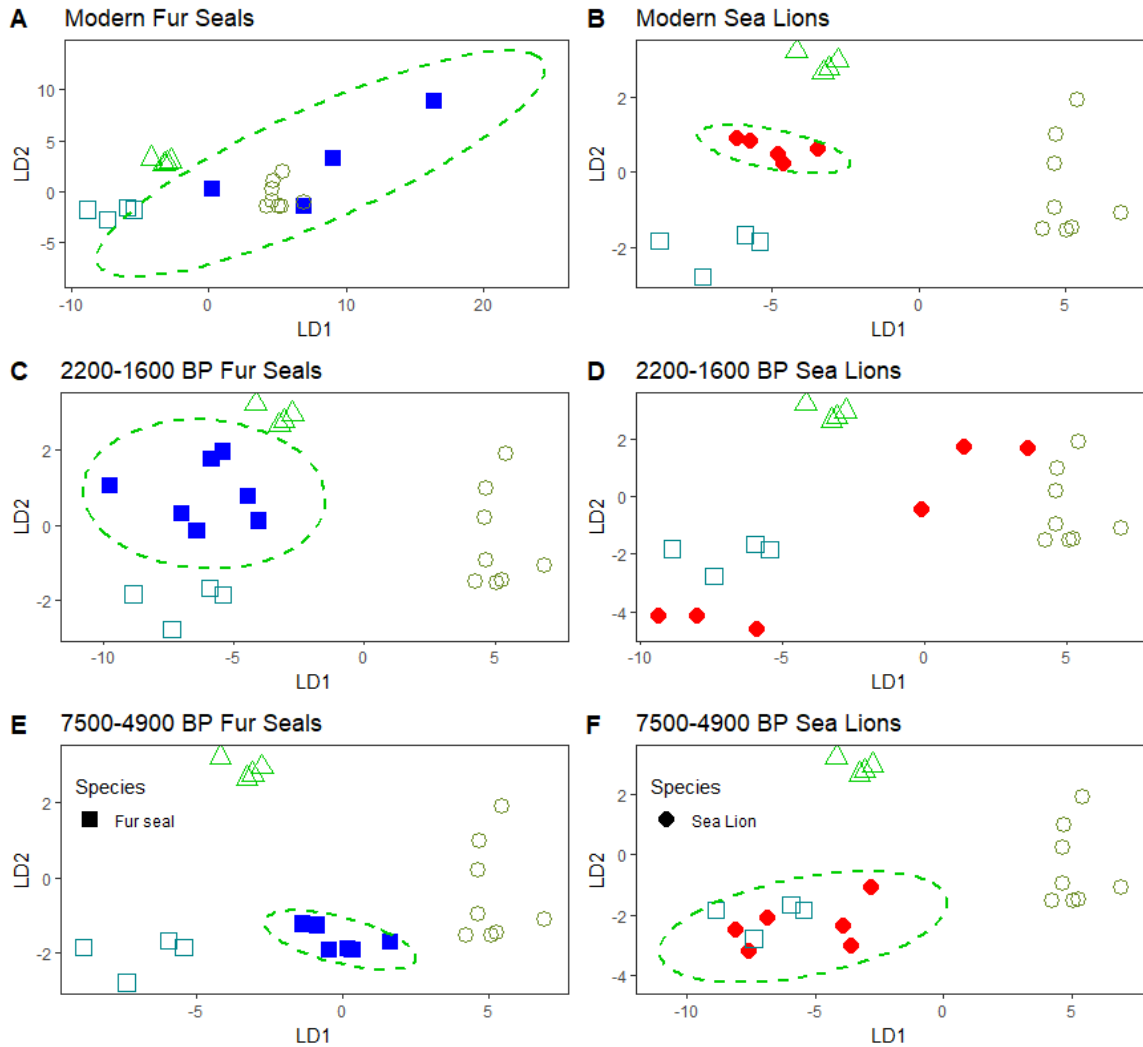 A Modern Fur Seals
LD2
10
5
0
-5
-10
0
10
20
LD1
B Modern Sea Lions
LD2
2
0
-2
-5
0
5
LD1
C 2200-1600 BP Fur Seals
LD2
2
0
-2
-10
-5
0
5
LD1
D 2200-1600 BP Sea Lions
LD2
2
0
-2
-4
-10
-5
0
5
LD1
E 7500-4900 BP Fur Seals
Species
Fur seal
LD2
2
0
-2
-5
0
5
LD1
F 7500-4900 BP Sea Lions
Species
Sea Lion
LD2
2
0
-2
-4
-10
-5
0
5
LD1